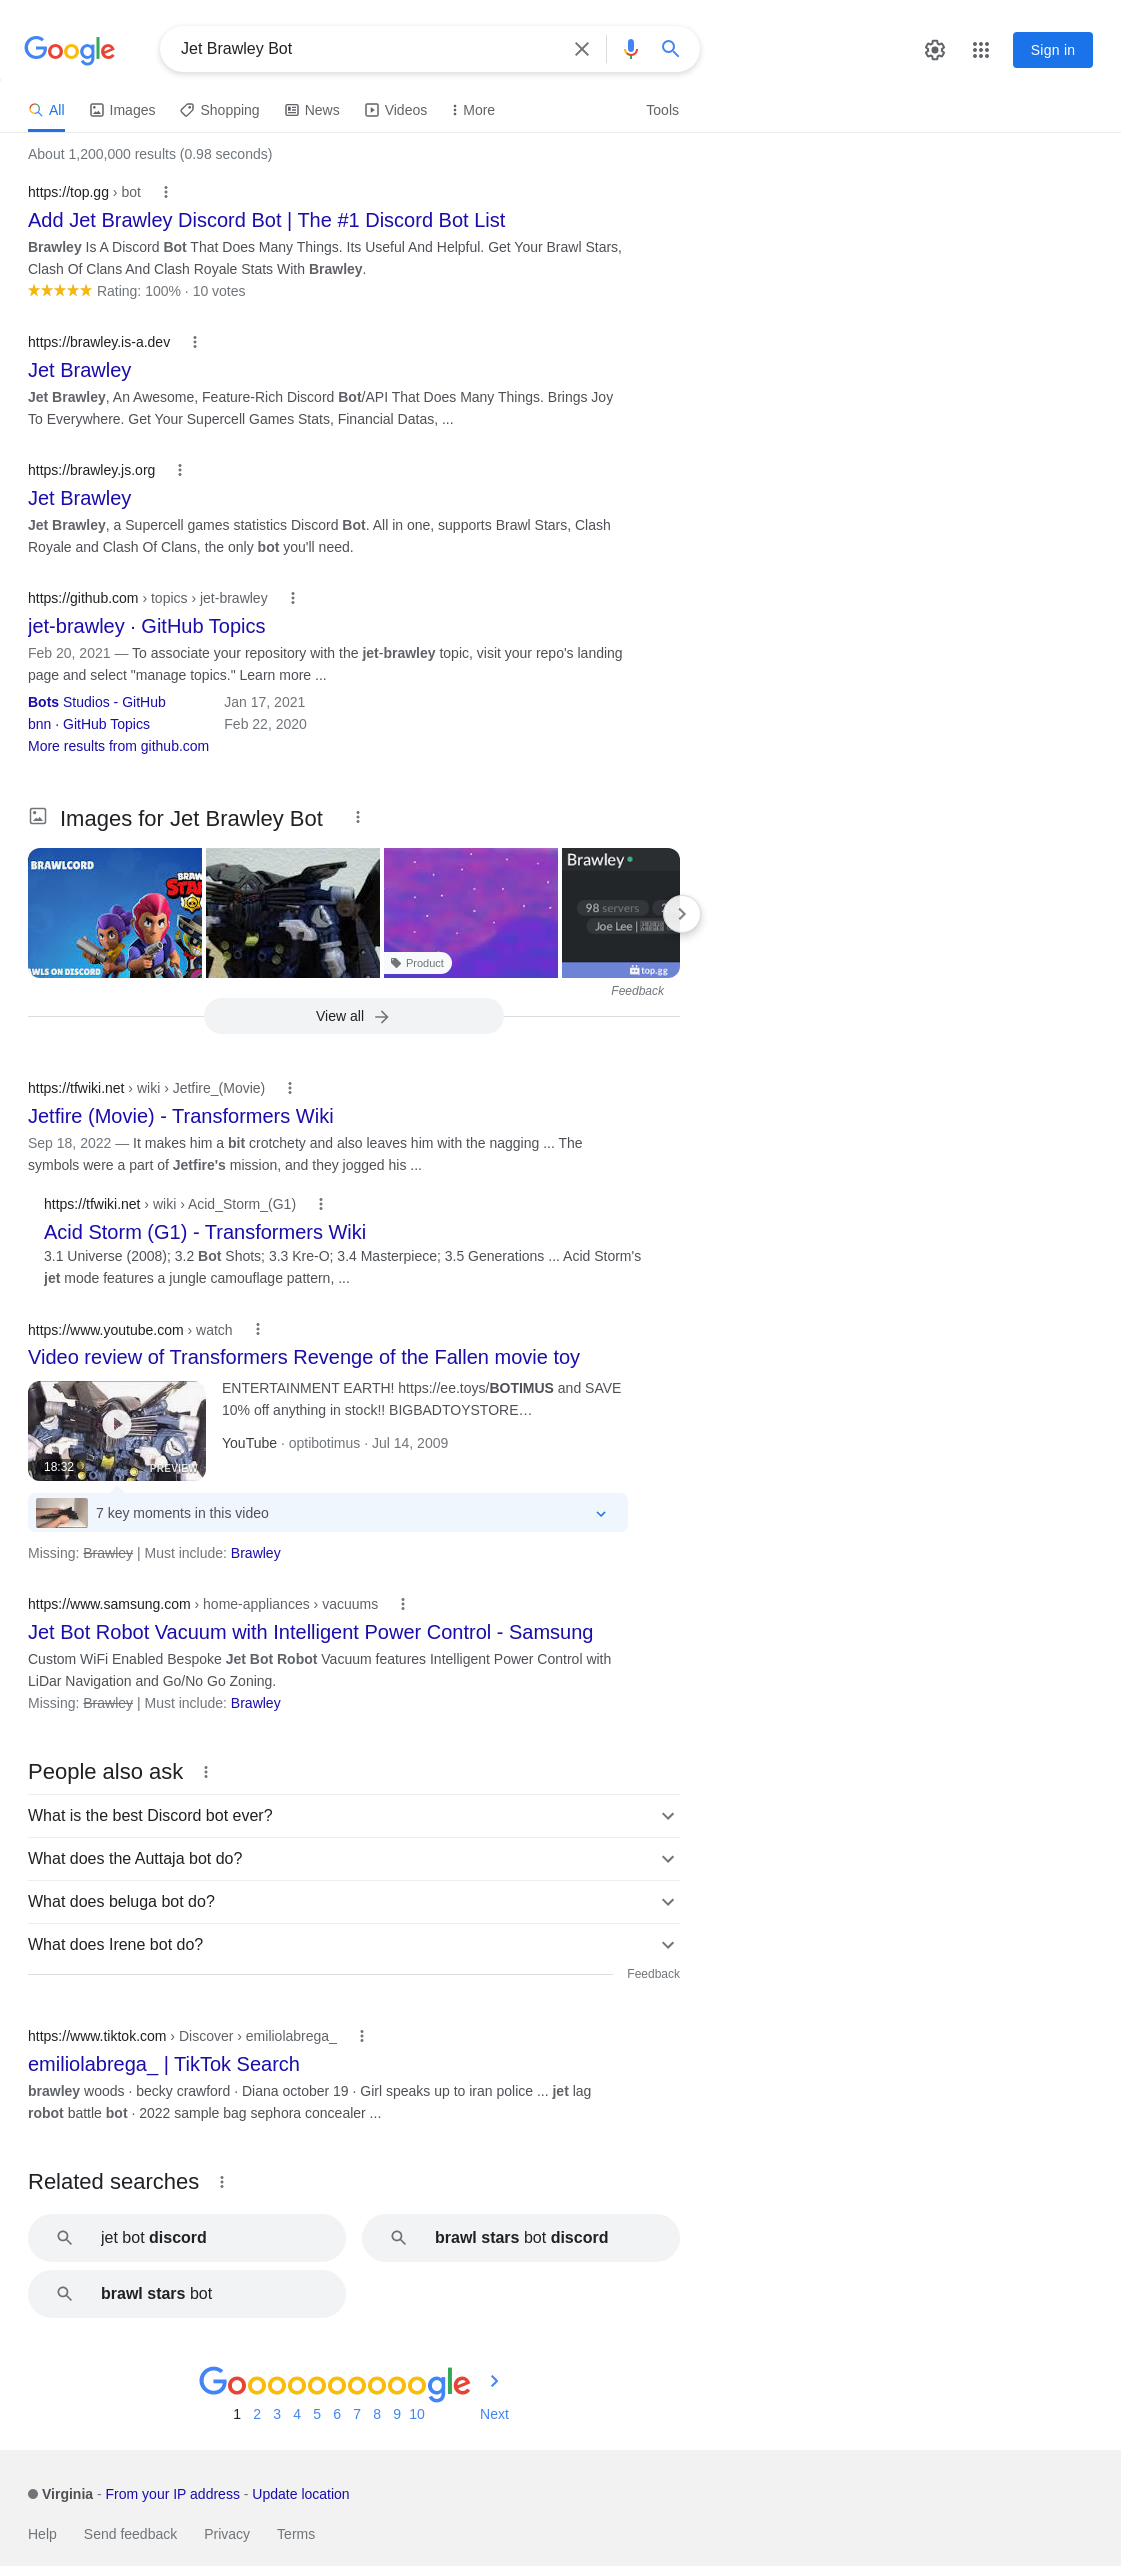 Google
Jet Brawley Bot
Sign in
All
Images
Shopping
News
Videos
More
Tools
About 1,200,000 results (0.98 seconds)
https://top.gg › bot
Add Jet Brawley Discord Bot | The #1 Discord Bot List
Brawley Is A Discord Bot That Does Many Things. Its Useful And Helpful. Get Your Brawl Stars,
Clash Of Clans And Clash Royale Stats With Brawley.
Rating: 100% · 10 votes
https://brawley.is-a.dev
Jet Brawley
Jet Brawley, An Awesome, Feature-Rich Discord Bot/API That Does Many Things. Brings Joy
To Everywhere. Get Your Supercell Games Stats, Financial Datas, ...
https://brawley.js.org
Jet Brawley
Jet Brawley, a Supercell games statistics Discord Bot. All in one, supports Brawl Stars, Clash
Royale and Clash Of Clans, the only bot you'll need.
https://github.com › topics › jet-brawley
jet-brawley · GitHub Topics
Feb 20, 2021 — To associate your repository with the jet-brawley topic, visit your repo's landing
page and select "manage topics." Learn more ...
Bots Studios - GitHub Jan 17, 2021
bnn · GitHub Topics Feb 22, 2020
More results from github.com
Images for Jet Brawley Bot
BRAWLCORD
BRAW
STA
AWLS ON DISCORD
Product
Brawley
98 servers
Joe Lee |
top.gg
Feedback
View all
https://tfwiki.net › wiki › Jetfire_(Movie)
Jetfire (Movie) - Transformers Wiki
Sep 18, 2022 — It makes him a bit crotchety and also leaves him with the nagging ... The
symbols were a part of Jetfire's mission, and they jogged his ...
https://tfwiki.net › wiki › Acid_Storm_(G1)
Acid Storm (G1) - Transformers Wiki
3.1 Universe (2008); 3.2 Bot Shots; 3.3 Kre-O; 3.4 Masterpiece; 3.5 Generations ... Acid Storm's
jet mode features a jungle camouflage pattern, ...
https://www.youtube.com › watch
Video review of Transformers Revenge of the Fallen movie toy
18:32
PREVIEW
ENTERTAINMENT EARTH! https://ee.toys/BOTIMUS and SAVE
10% off anything in stock!! BIGBADTOYSTORE…
YouTube · optibotimus · Jul 14, 2009
7 key moments in this video
Missing: Brawley | Must include: Brawley
https://www.samsung.com › home-appliances › vacuums
Jet Bot Robot Vacuum with Intelligent Power Control - Samsung
Custom WiFi Enabled Bespoke Jet Bot Robot Vacuum features Intelligent Power Control with
LiDar Navigation and Go/No Go Zoning.
Missing: Brawley | Must include: Brawley
People also ask
What is the best Discord bot ever?
What does the Auttaja bot do?
What does beluga bot do?
What does Irene bot do?
Feedback
https://www.tiktok.com › Discover › emiliolabrega_
emiliolabrega_ | TikTok Search
brawley woods · becky crawford · Diana october 19 · Girl speaks up to iran police ... jet lag
robot battle bot · 2022 sample bag sephora concealer ...
Related searches
jet bot discord
brawl stars bot discord
brawl stars bot
Goooooooooogle
1 2 3 4 5 6 7 8 9 10 Next
Virginia - From your IP address - Update location
Help Send feedback Privacy Terms